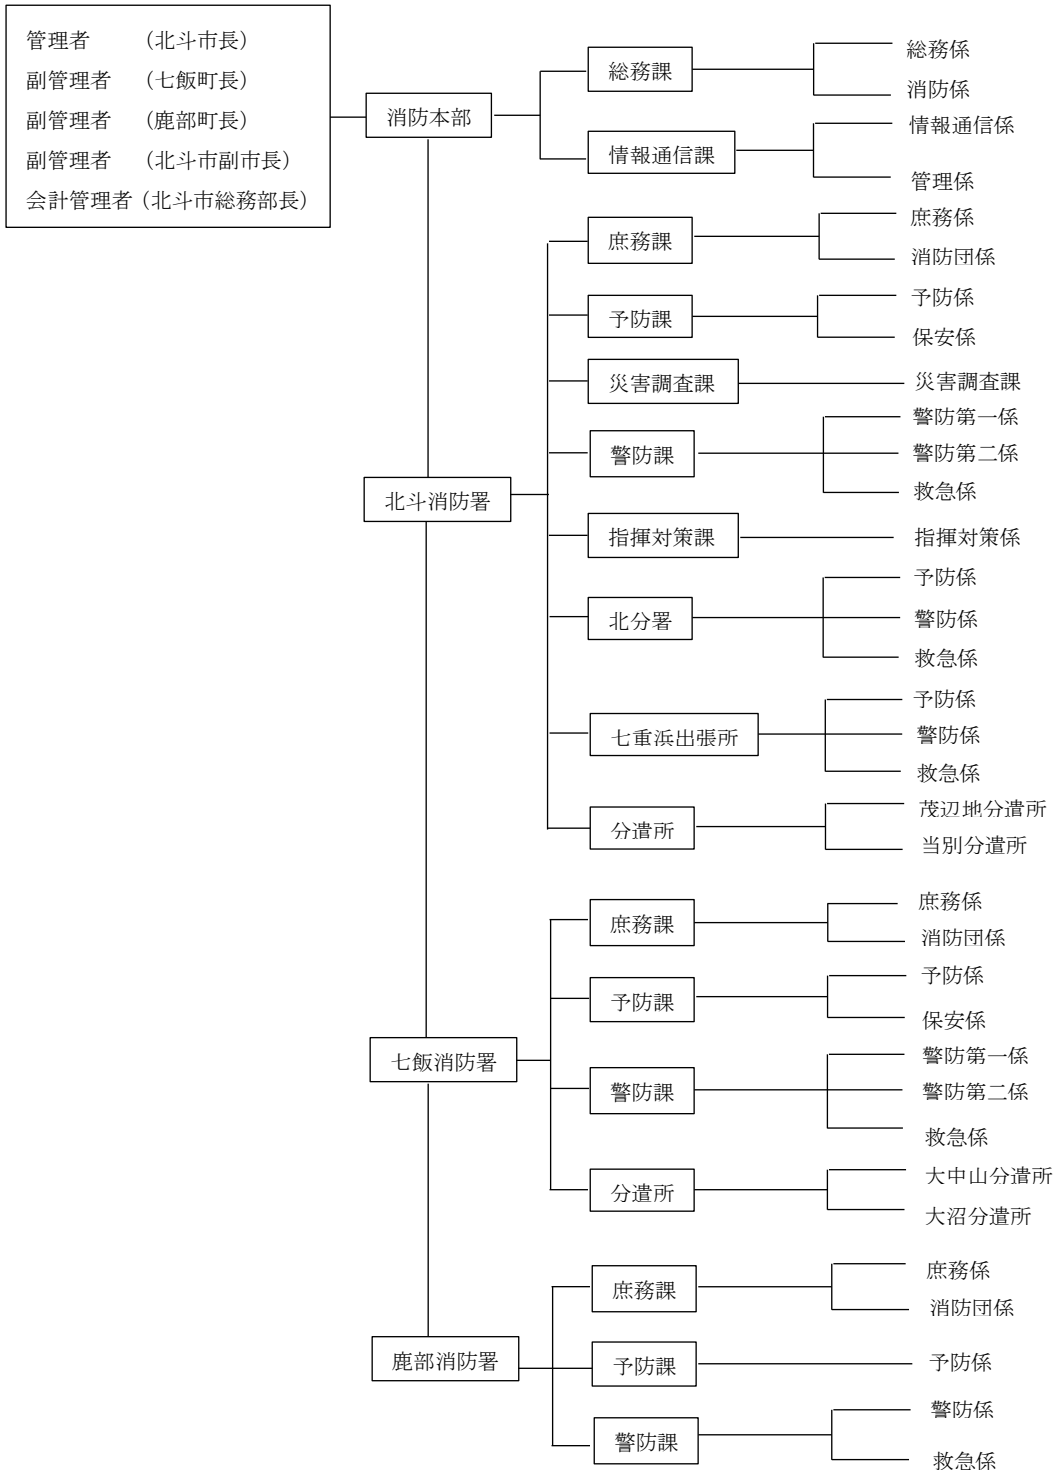 管理者　（北斗市長）
副管理者　（七飯町長）
副管理者　（鹿部町長）
副管理者　（北斗市副市長）
会計管理者（北斗市総務部長）
消防本部
総務課
総務係
消防係
情報通信課
情報通信係
管理係
北斗消防署
庶務課
庶務係
消防団係
予防課
予防係
保安係
災害調査課
災害調査課
警防課
警防第一係
警防第二係
救急係
指揮対策課
指揮対策係
北分署
予防係
警防係
救急係
七重浜出張所
予防係
警防係
救急係
分遣所
茂辺地分遣所
当別分遣所
七飯消防署
庶務課
庶務係
消防団係
予防課
予防係
保安係
警防課
警防第一係
警防第二係
救急係
分遣所
大中山分遣所
大沼分遣所
鹿部消防署
庶務課
庶務係
消防団係
予防課
予防係
警防課
警防係
救急係